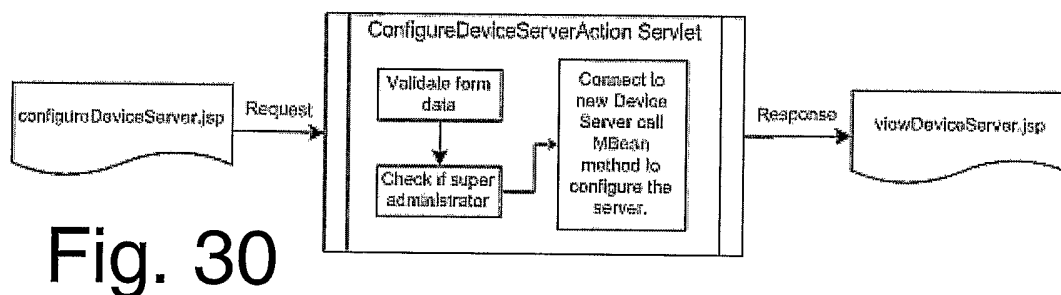 ConfigureDeviceServerAction Servlet
configureDeviceServer.jsp
Request
Validate form
data
Check if super
administrator
Connect to
new Device
Server call
MBean
method to
configure the
server.
Response
viewDeviceServer.jsp
Fig. 30